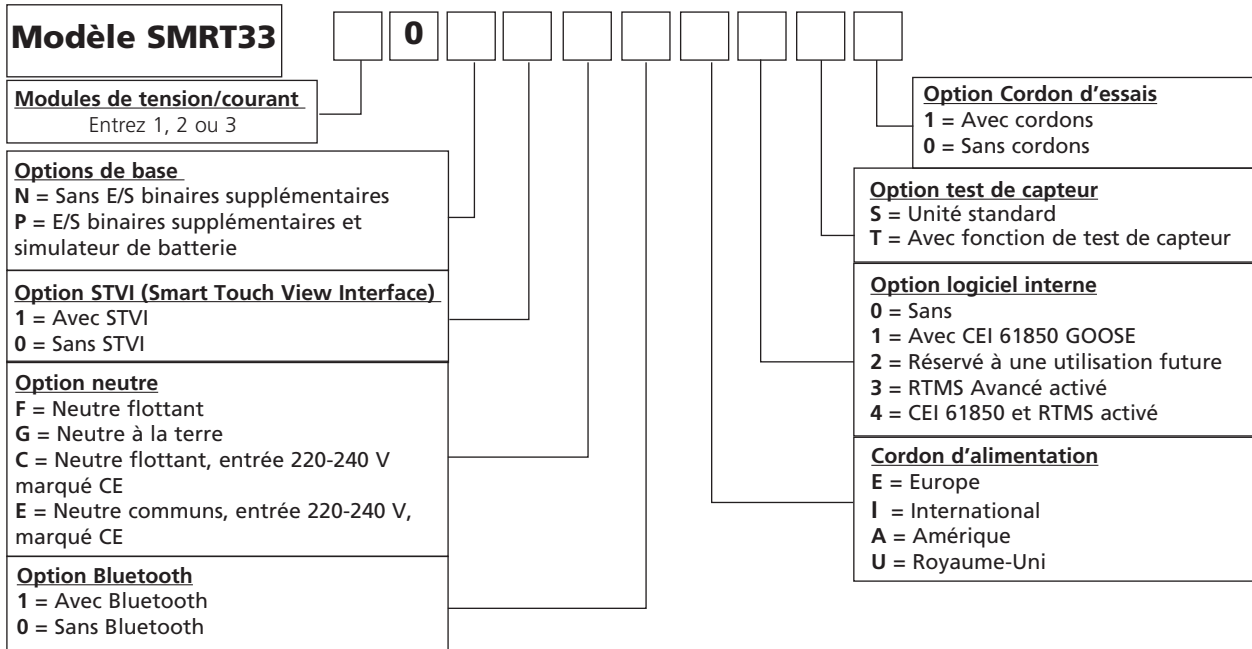 Modèle SMRT33
0
Modules de tension/courant
Entrez 1, 2 ou 3
Options de base
N = Sans E/S binaires supplémentaires
P = E/S binaires supplémentaires et
simulateur de batterie
Option STVI (Smart Touch View Interface)
1 = Avec STVI
0 = Sans STVI
Option neutre
F = Neutre flottant
G = Neutre à la terre
C = Neutre flottant, entrée 220-240 V
marqué CE
E = Neutre communs, entrée 220-240 V,
marqué CE
Option Bluetooth
1 = Avec Bluetooth
0 = Sans Bluetooth
Option Cordon d'essais
1 = Avec cordons
0 = Sans cordons
Option test de capteur
S = Unité standard
T = Avec fonction de test de capteur
Option logiciel interne
0 = Sans
1 = Avec CEI 61850 GOOSE
2 = Réservé à une utilisation future
3 = RTMS Avancé activé
4 = CEI 61850 et RTMS activé
Cordon d'alimentation
E = Europe
I = International
A = Amérique
U = Royaume-Uni